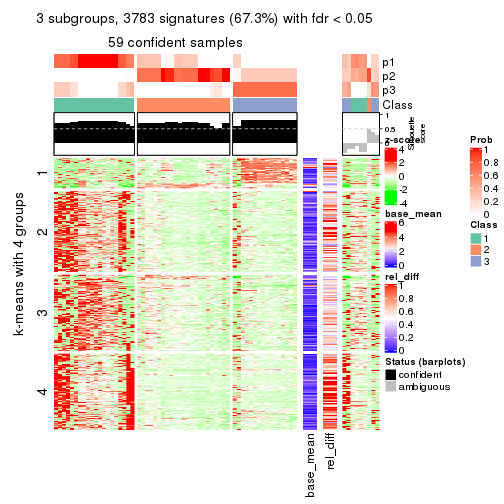 3 subgroups, 3783 signatures (67.3%) with fdr < 0.05
59 confident samples
p1
p2
p3
Class
1
0.5
0
Silhouette
score
k-means with 4 groups
1
2
3
4
base_mean
rel_diff
z-score
4
2
0
-2
-4
base_mean
6
4
2
0
rel_diff
1
0.8
0.6
0.4
0.2
0
Status (barplots)
confident
ambiguous
Prob
1
0.8
0.6
0.4
0.2
0
Class
1
2
3